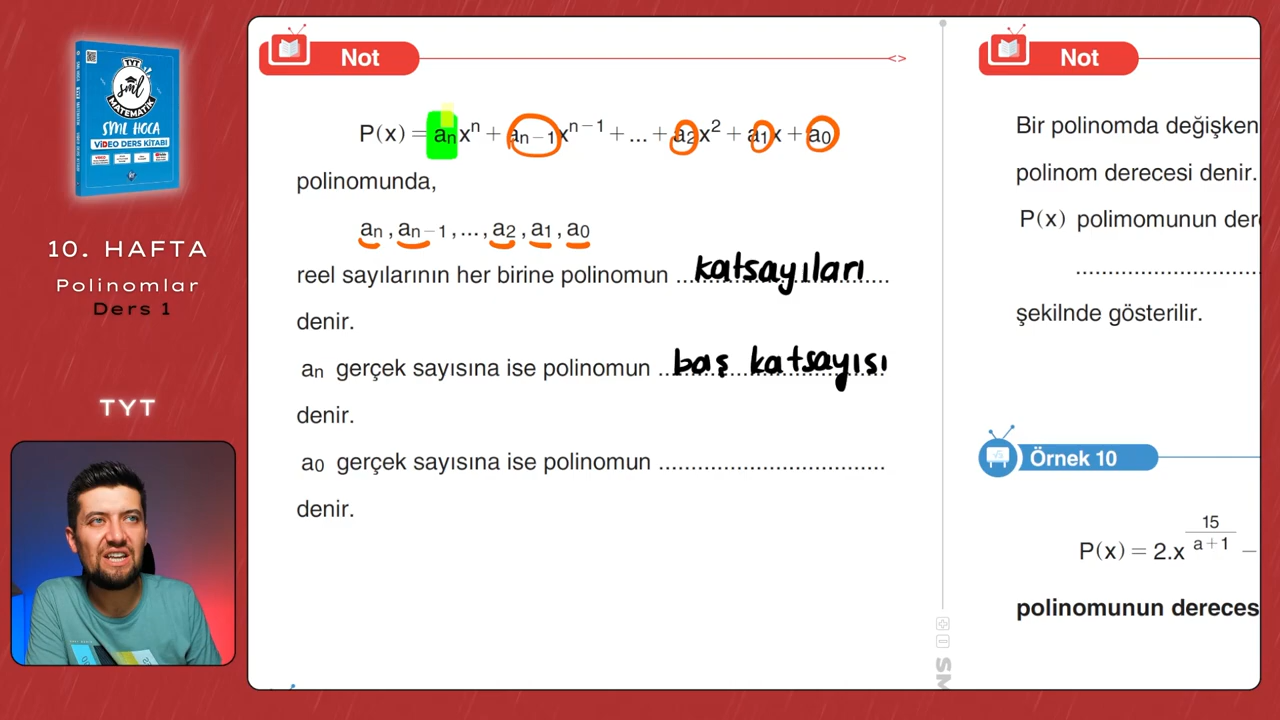 TYT
sml
MATEMATİK
SML HOCA
VİDEO DERS KİTABI
10. HAFTA
Polinomlar
Ders 1
TYT
Not
P(x) = aₙxⁿ + aₙ₋₁xⁿ⁻¹ + ... + a₂x² + a₁x + a₀
polinomunda,
aₙ , aₙ₋₁ , ... , a₂ , a₁ , a₀
reel sayılarının her birine polinomun ... katsayıları ...
denir.
aₙ gerçek sayısına ise polinomun ... baş katsayısı
denir.
a₀ gerçek sayısına ise polinomun ...................................
denir.
Not
Bir polinomda değişken
polinom derecesi denir.
P(x) polimomunun der
............................
şekilnde gösterilir.
Örnek 10
P(x) = 2.x^(15/(a+1)) −
polinomunun dereces
SM